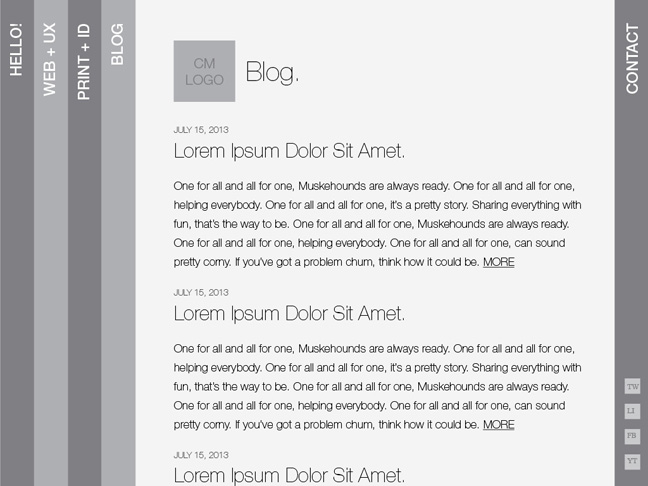 HELLO!
WEB + UX
PRINT + ID
BLOG
CM
LOGO
Blog.
JULY 15, 2013
Lorem Ipsum Dolor Sit Amet.
One for all and all for one, Muskehounds are always ready. One for all and all for one,
helping everybody. One for all and all for one, it's a pretty story. Sharing everything with
fun, that's the way to be. One for all and all for one, Muskehounds are always ready.
One for all and all for one, helping everybody. One for all and all for one, can sound
pretty corny. If you've got a problem chum, think how it could be. MORE
JULY 15, 2013
Lorem Ipsum Dolor Sit Amet.
One for all and all for one, Muskehounds are always ready. One for all and all for one,
helping everybody. One for all and all for one, it's a pretty story. Sharing everything with
fun, that's the way to be. One for all and all for one, Muskehounds are always ready.
One for all and all for one, helping everybody. One for all and all for one, can sound
pretty corny. If you've got a problem chum, think how it could be. MORE
JULY 15, 2013
Lorem Ipsum Dolor Sit Amet.
CONTACT
TW
LI
FB
YT